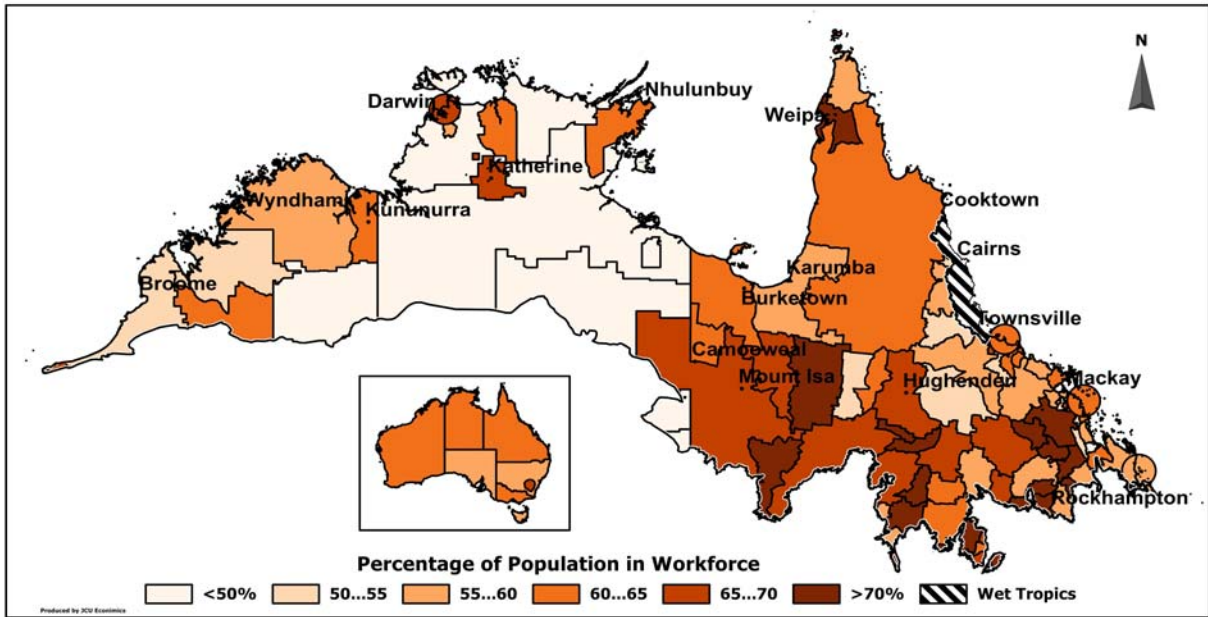 N
Nhulunbuy
Darwin
Weipa
Katherine
Wyndham
Kununurra
Cooktown
Cairns
Karumba
Broome
Burketown
Townsville
Camooweal
Mount Isa
Hughenden
Mackay
Rockhampton
Percentage of Population in Workforce
<50% 50...55 55...60 60...65 65...70 >70% Wet Tropics
Produced by JCU Econimics